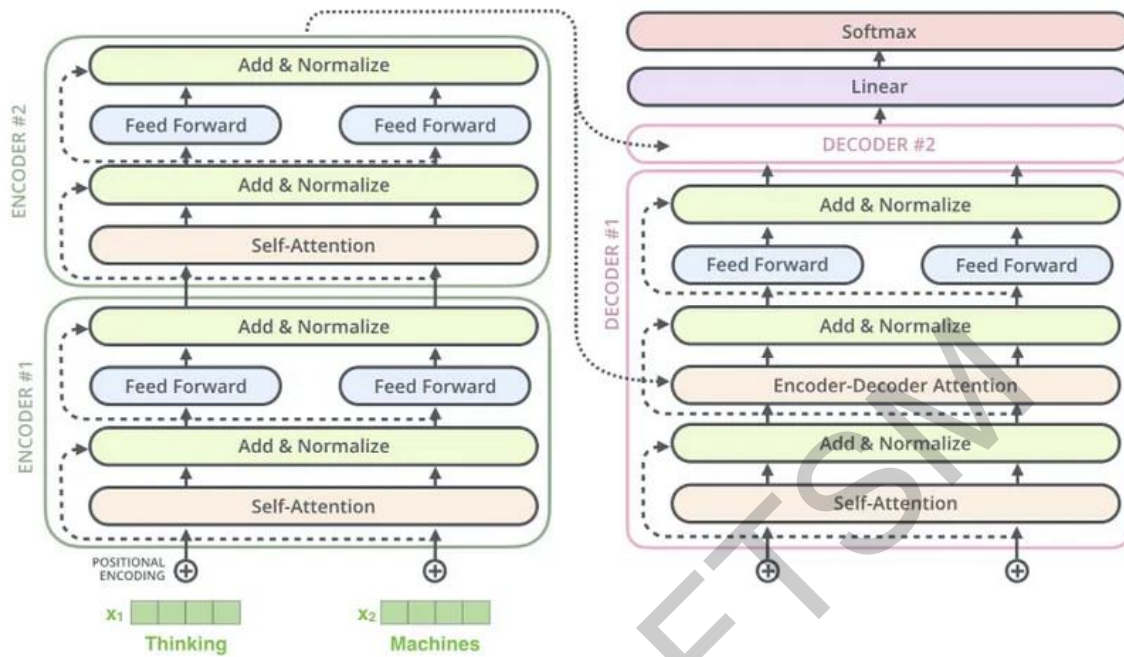 ENCODER #2
Add & Normalize
Feed Forward
Feed Forward
Add & Normalize
Self-Attention
ENCODER #1
Add & Normalize
Feed Forward
Feed Forward
Add & Normalize
Self-Attention
POSITIONAL
ENCODING
x₁
x₂
Thinking
Machines
Softmax
Linear
DECODER #2
DECODER #1
Add & Normalize
Feed Forward
Feed Forward
Add & Normalize
Encoder-Decoder Attention
Add & Normalize
Self-Attention
FTSM